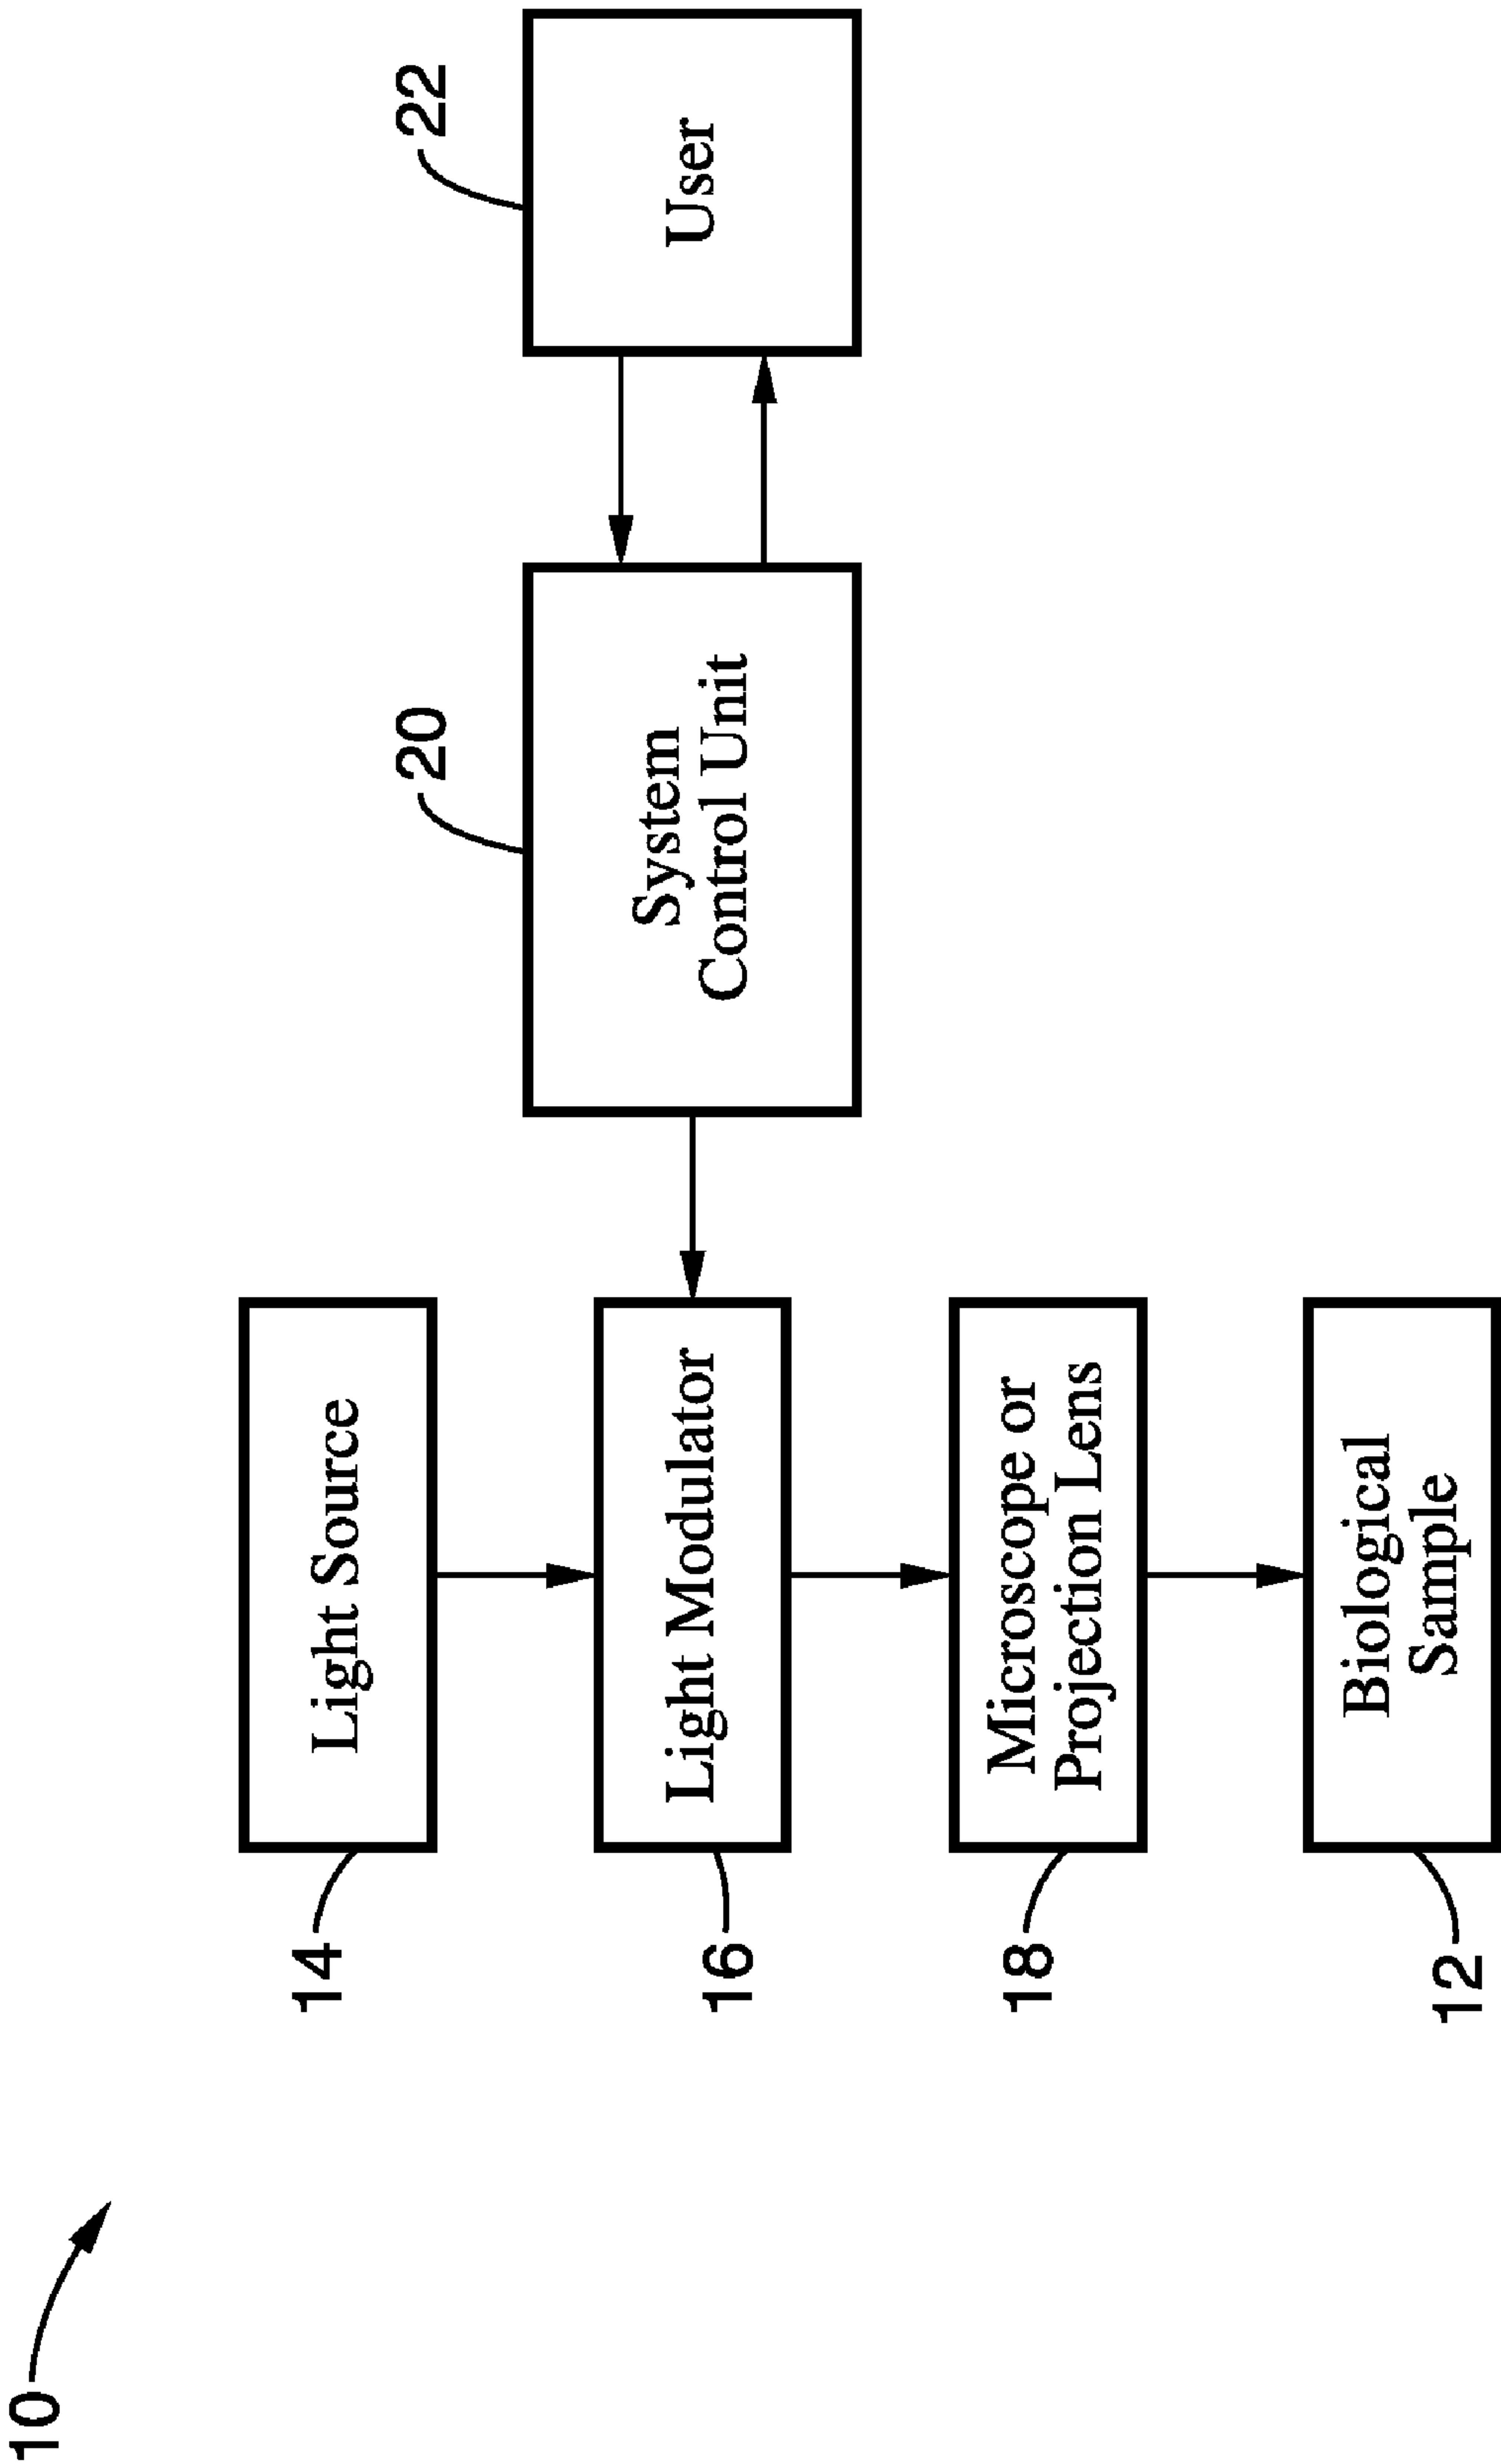 10
14
Light Source
16
Light Modulator
18
Microscope or
Projection Lens
12
Biological
Sample
20
System
Control Unit
22
User